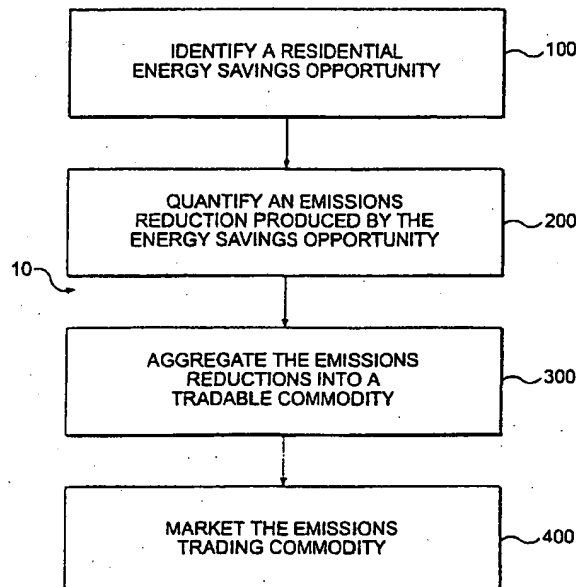 IDENTIFY A RESIDENTIAL
ENERGY SAVINGS OPPORTUNITY
100
QUANTIFY AN EMISSIONS
REDUCTION PRODUCED BY THE
ENERGY SAVINGS OPPORTUNITY
200
10
AGGREGATE THE EMISSIONS
REDUCTIONS INTO A
TRADABLE COMMODITY
300
MARKET THE EMISSIONS
TRADING COMMODITY
400